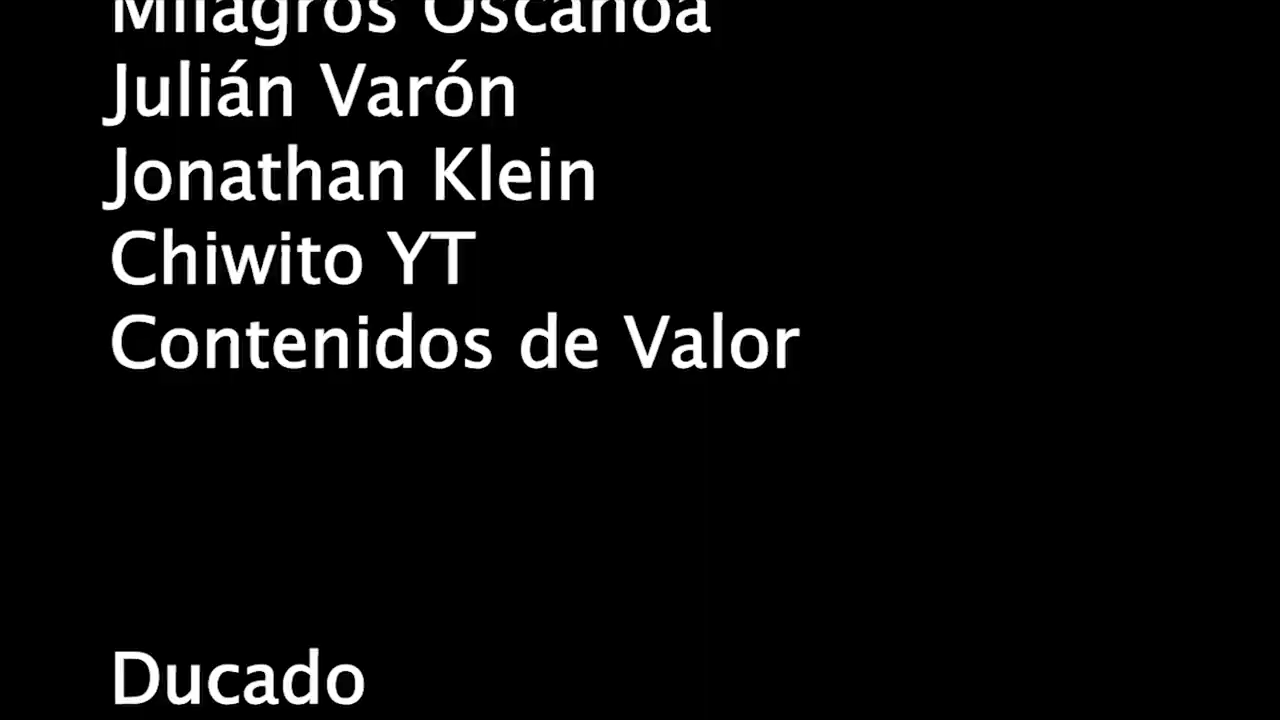 Milagros Oscanoa
Julián Varón
Jonathan Klein
Chiwito YT
Contenidos de Valor
Ducado